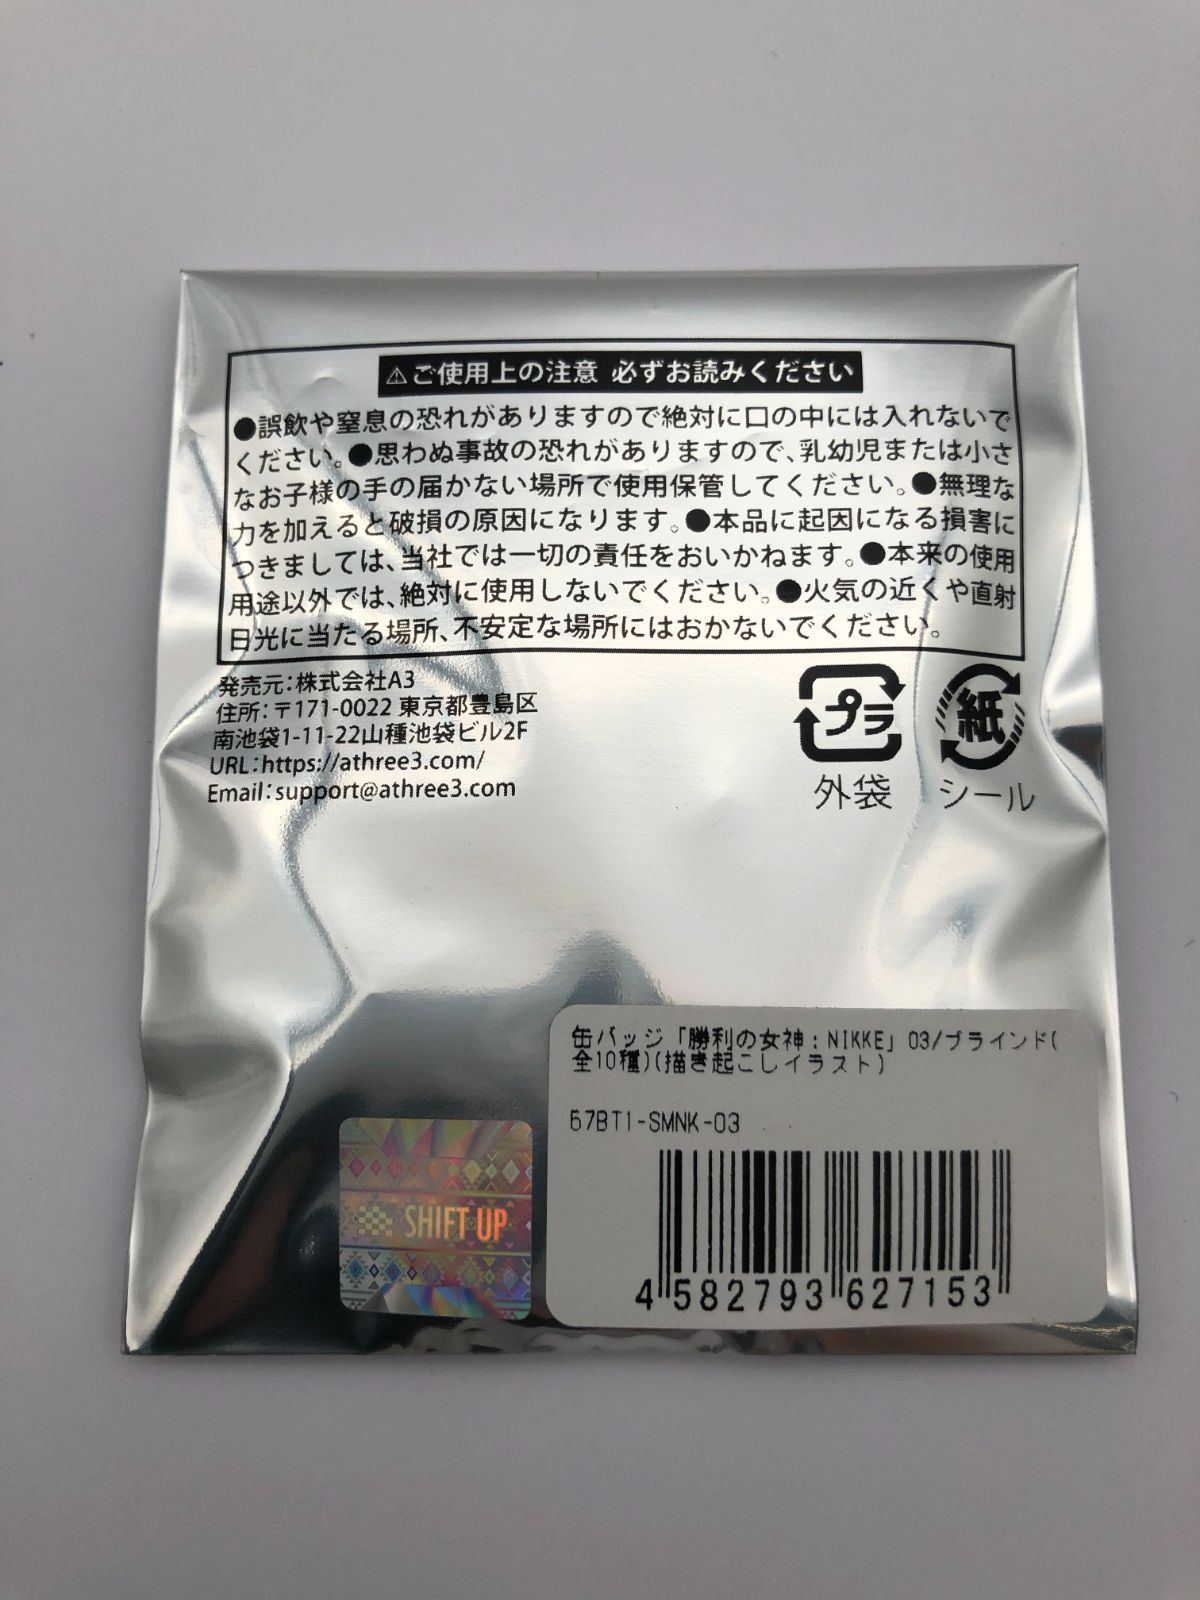 ⚠ご使用上の注意 必ずお読みください
●誤飲や窒息の恐れがありますので絶対に口の中には入れないで
ください。●思わぬ事故の恐れがありますので、乳幼児または小さ
なお子様の手の届かない場所で使用保管してください。●無理な
力を加えると破損の原因になります。●本品に起因になる損害に
つきましては、当社では一切の責任をおいかねます。●本来の使用
用途以外では、絶対に使用しないでください。●火気の近くや直射
日光に当たる場所、不安定な場所にはおかないでください。
発売元:株式会社A3
住所:〒171-0022 東京都豊島区
南池袋1-11-22山種池袋ビル2F
URL:https://athree3.com/
Email:support@athree3.com
プラ
外袋
紙
シール
缶バッジ「勝利の女神:NIKKE」03/ブラインド(
全10種)(描き起こしイラスト)
67BT1-SMNK-03
4 582793 627153
SHIFT UP